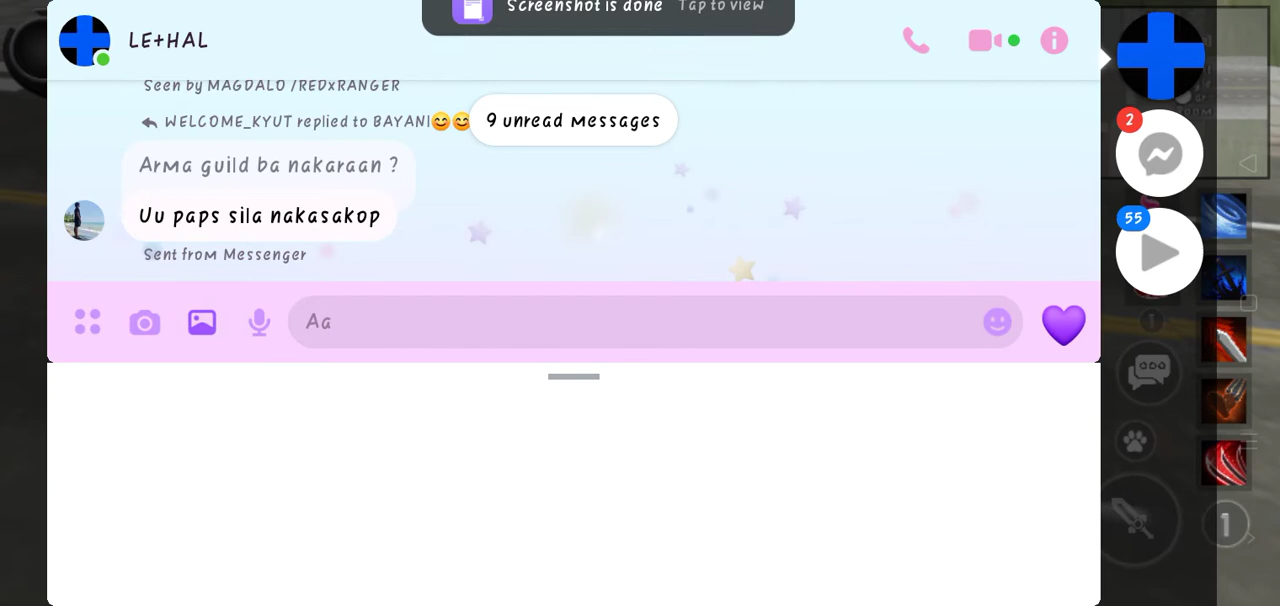 Screenshot is done Tap to view
LE+HAL
Seen by MAGDALO /REDxRANGER
WELCOME_KYUT replied to BAYANI😊😊
9 unread messages
Arma guild ba nakaraan ?
Uu paps sila nakasakop
Sent from Messenger
Aa
2
55
1
1